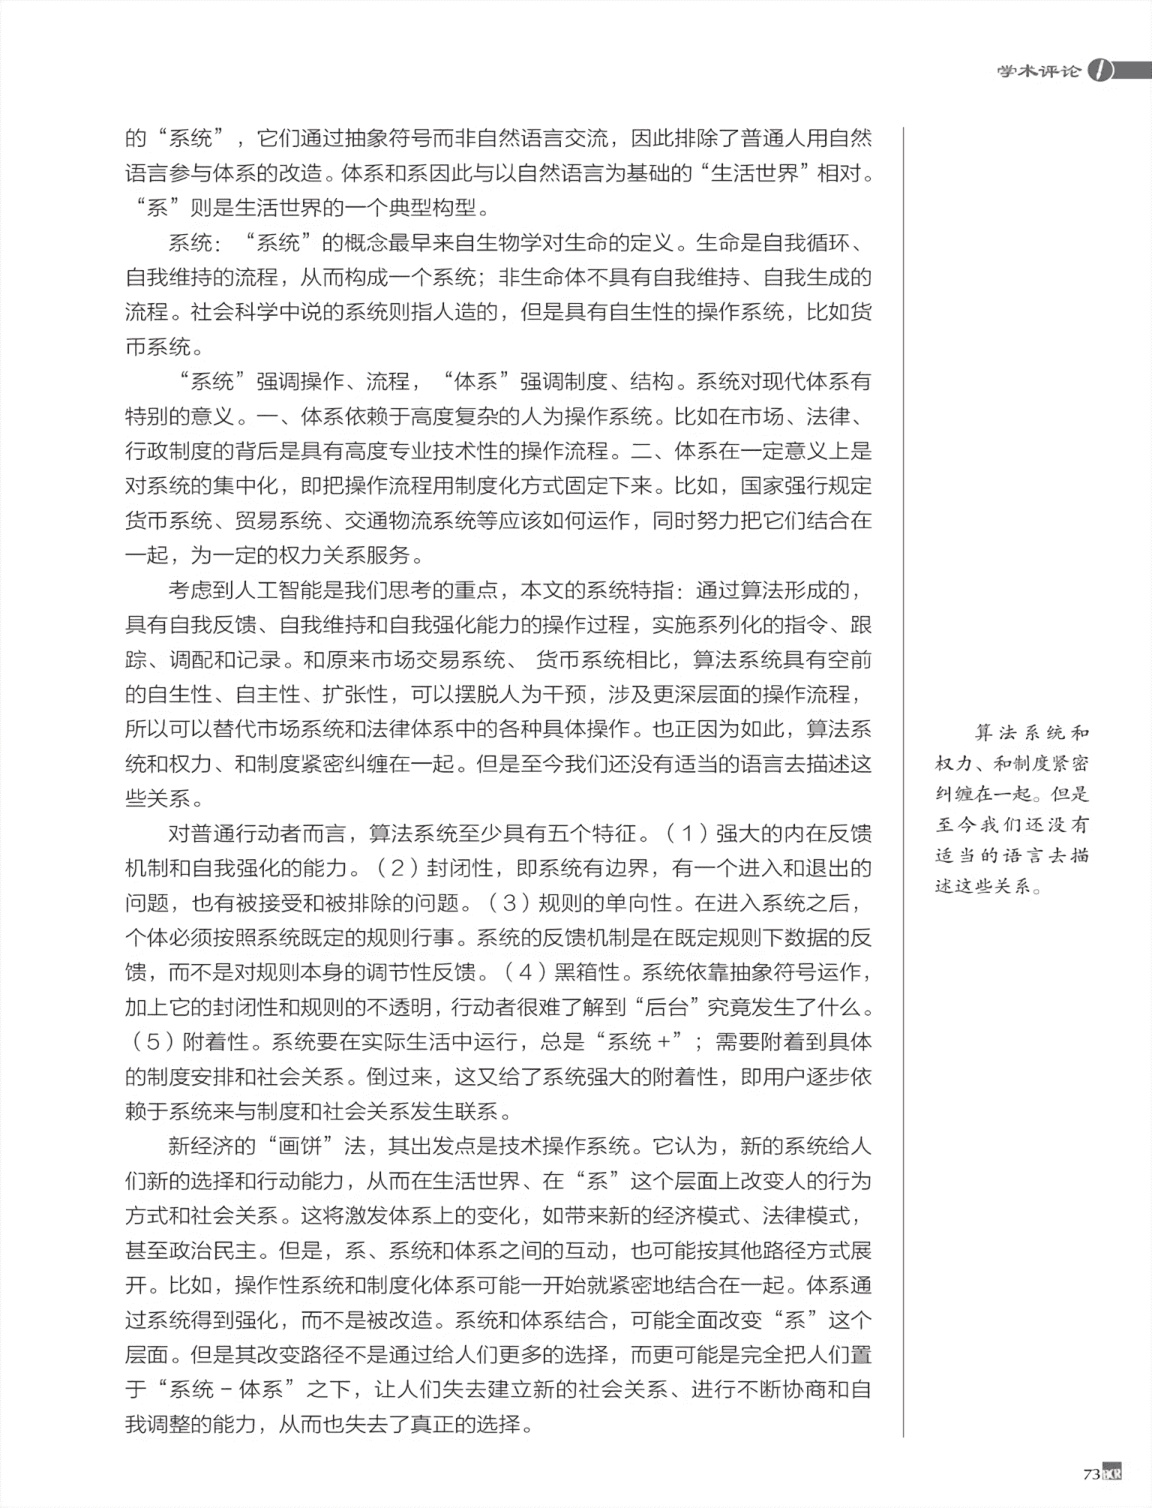 学术评论
的“系统”，它们通过抽象符号而非自然语言交流，因此排除了普通人用自然
语言参与体系的改造。体系和系因此与以自然语言为基础的“生活世界”相对。
“系”则是生活世界的一个典型构型。
系统：“系统”的概念最早来自生物学对生命的定义。生命是自我循环、
自我维持的流程，从而构成一个系统；非生命体不具有自我维持、自我生成的
流程。社会科学中说的系统则指人造的，但是具有自生性的操作系统，比如货
币系统。
“系统”强调操作、流程，“体系”强调制度、结构。系统对现代体系有
特别的意义。一、体系依赖于高度复杂的人为操作系统。比如在市场、法律、
行政制度的背后是具有高度专业技术性的操作流程。二、体系在一定意义上是
对系统的集中化，即把操作流程用制度化方式固定下来。比如，国家强行规定
货币系统、贸易系统、交通物流系统等应该如何运作，同时努力把它们结合在
一起，为一定的权力关系服务。
考虑到人工智能是我们思考的重点，本文的系统特指：通过算法形成的，
具有自我反馈、自我维持和自我强化能力的操作过程，实施系列化的指令、跟
踪、调配和记录。和原来市场交易系统、 货币系统相比，算法系统具有空前
的自生性、自主性、扩张性，可以摆脱人为干预，涉及更深层面的操作流程，
所以可以替代市场系统和法律体系中的各种具体操作。也正因为如此，算法系
统和权力、和制度紧密纠缠在一起。但是至今我们还没有适当的语言去描述这
些关系。
对普通行动者而言，算法系统至少具有五个特征。（1）强大的内在反馈
机制和自我强化的能力。（2）封闭性，即系统有边界，有一个进入和退出的
问题，也有被接受和被排除的问题。（3）规则的单向性。在进入系统之后，
个体必须按照系统既定的规则行事。系统的反馈机制是在既定规则下数据的反
馈，而不是对规则本身的调节性反馈。（4）黑箱性。系统依靠抽象符号运作，
加上它的封闭性和规则的不透明，行动者很难了解到“后台”究竟发生了什么。
（5）附着性。系统要在实际生活中运行，总是“系统+”；需要附着到具体
的制度安排和社会关系。倒过来，这又给了系统强大的附着性，即用户逐步依
赖于系统来与制度和社会关系发生联系。
新经济的“画饼”法，其出发点是技术操作系统。它认为，新的系统给人
们新的选择和行动能力，从而在生活世界、在“系”这个层面上改变人的行为
方式和社会关系。这将激发体系上的变化，如带来新的经济模式、法律模式，
甚至政治民主。但是，系、系统和体系之间的互动，也可能按其他路径方式展
开。比如，操作性系统和制度化体系可能一开始就紧密地结合在一起。体系通
过系统得到强化，而不是被改造。系统和体系结合，可能全面改变“系”这个
层面。但是其改变路径不是通过给人们更多的选择，而更可能是完全把人们置
于“系统－体系”之下，让人们失去建立新的社会关系、进行不断协商和自
我调整的能力，从而也失去了真正的选择。
算法系统和
权力、和制度紧密
纠缠在一起。但是
至今我们还没有
适当的语言去描
述这些关系。
73